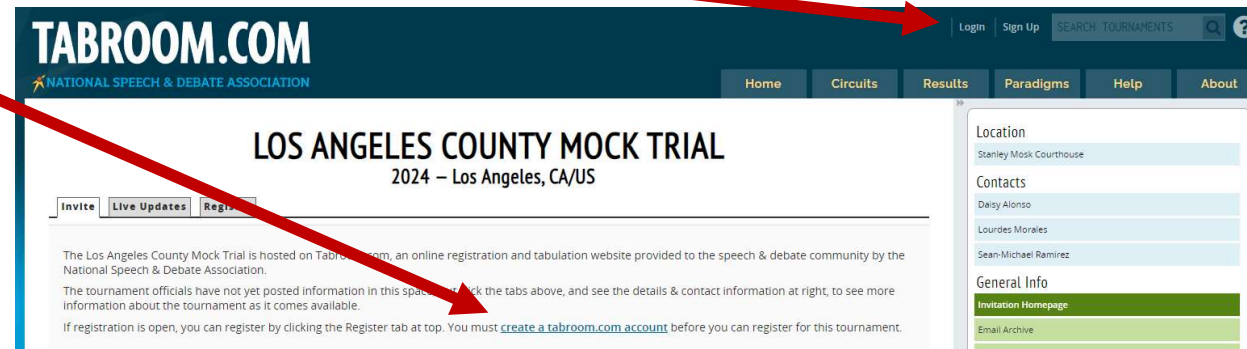 TABROOM.COM
NATIONAL SPEECH & DEBATE ASSOCIATION
Login
Sign Up
SEARCH TOURNAMENTS
?
Home
Circuits
Results
Paradigms
Help
About
LOS ANGELES COUNTY MOCK TRIAL
2024 — Los Angeles, CA/US
Invite
Live Updates
The Los Angeles County Mock Trial is hosted on Tabroom.com, an online registration and tabulation website provided to the speech & debate community by the
National Speech & Debate Association.
The tournament officials have not yet posted information in this space, click the tabs above, and see the details & contact information at right, to see more
information about the tournament as it comes available.
If registration is open, you can register by clicking the Register tab at top. You must create a tabroom.com account before you can register for this tournament.
Location
Stanley Mosk Courthouse
Contacts
Daisy Alonso
Lourdes Morales
Sean-Michael Ramirez
General Info
Invitation Homepage
Email Archive